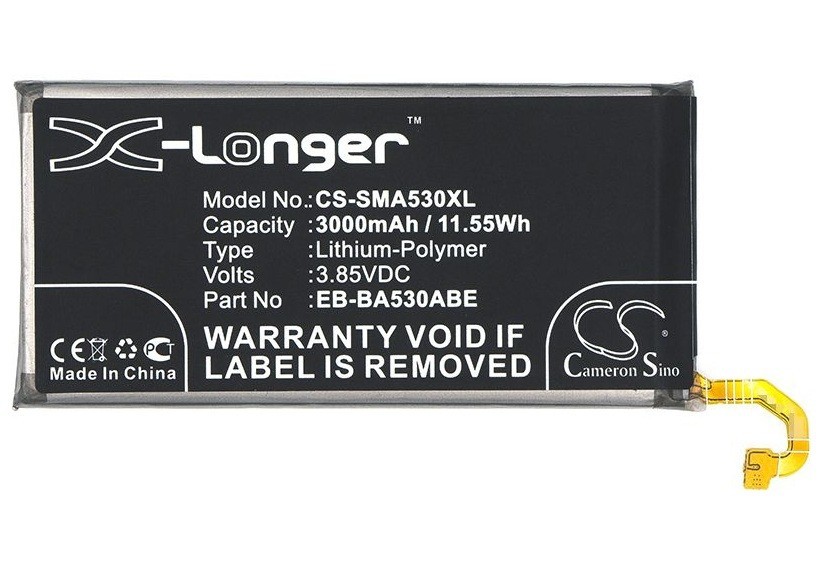 X-Longer™
Model No.:CS-SMA530XL
Capacity :3000mAh / 11.55Wh
Type :Lithium-Polymer
Volts :3.85VDC
Part No :EB-BA530ABE
WARRANTY VOID IF
LABEL IS REMOVED.
CE PCT
Made In China
CS ®
Cameron Sino